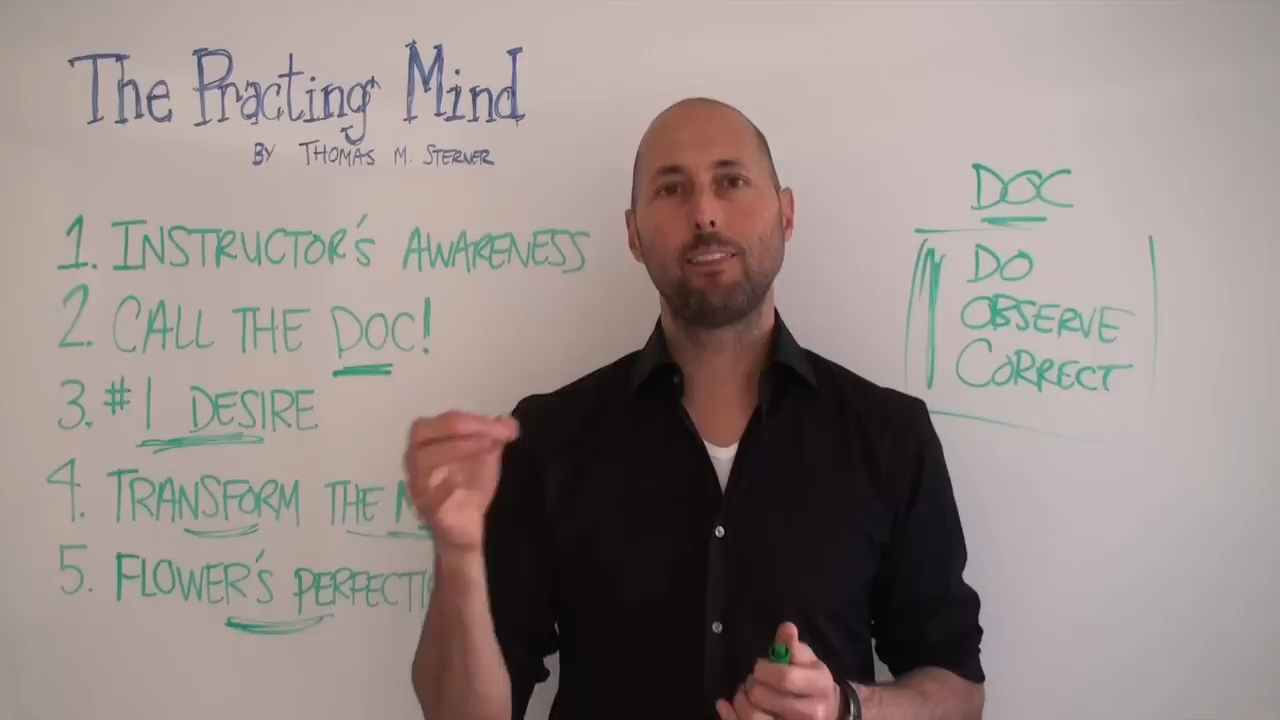 The Practing Mind
BY THOMAS M. STERNER
1. INSTRUCTOR'S AWARENESS
2. CALL THE DOC!
3. #1 DESIRE
4. TRANSFORM THE
5. FLOWER'S
DOC
DO
OBSERVE
CORRECT